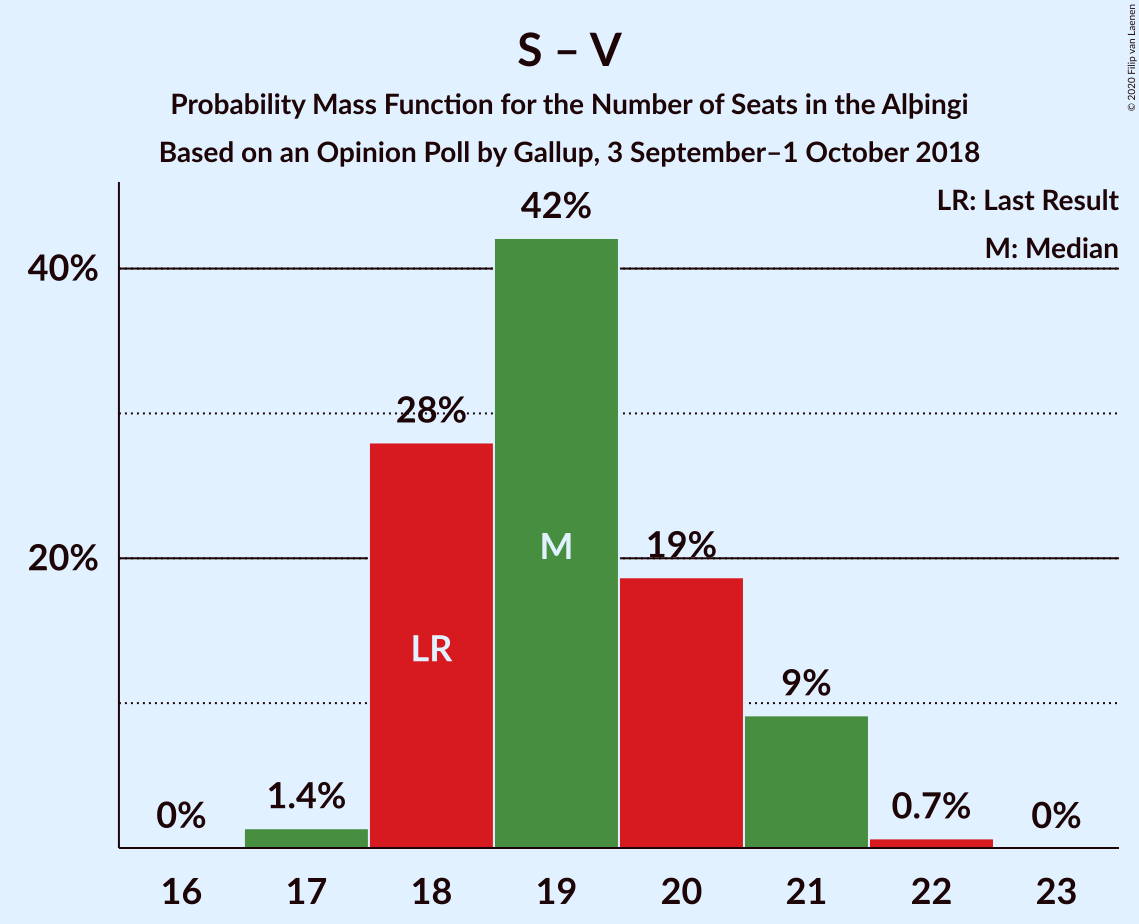 S – V
Probability Mass Function for the Number of Seats in the Alþingi
Based on an Opinion Poll by Gallup, 3 September–1 October 2018
© 2020 Filip van Laenen
LR: Last Result
M: Median
42%
40%
28%
M
20%
19%
LR
9%
1.4%
0.7%
0%
0%
16 17 18 19 20 21 22 23